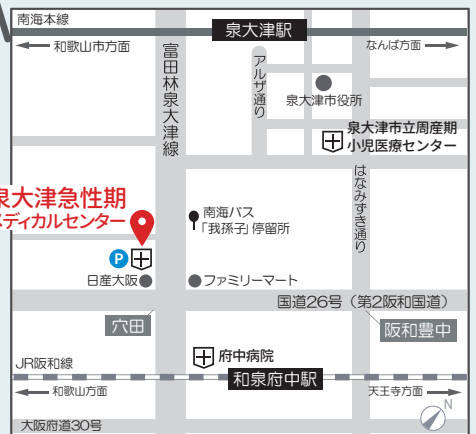 南海本線
泉大津駅
和歌山市方面
なんば方面
富田林泉大津線
アルザ通り
泉大津市役所
泉大津市立周産期
小児医療センター
はなみずき通り
泉大津急性期
メディカルセンター
南海バス
「我孫子」停留所
P
日産大阪
ファミリーマート
国道26号（第2阪和国道）
穴田
阪和豊中
府中病院
JR阪和線
和泉府中駅
和歌山方面
天王寺方面
大阪府道30号
N